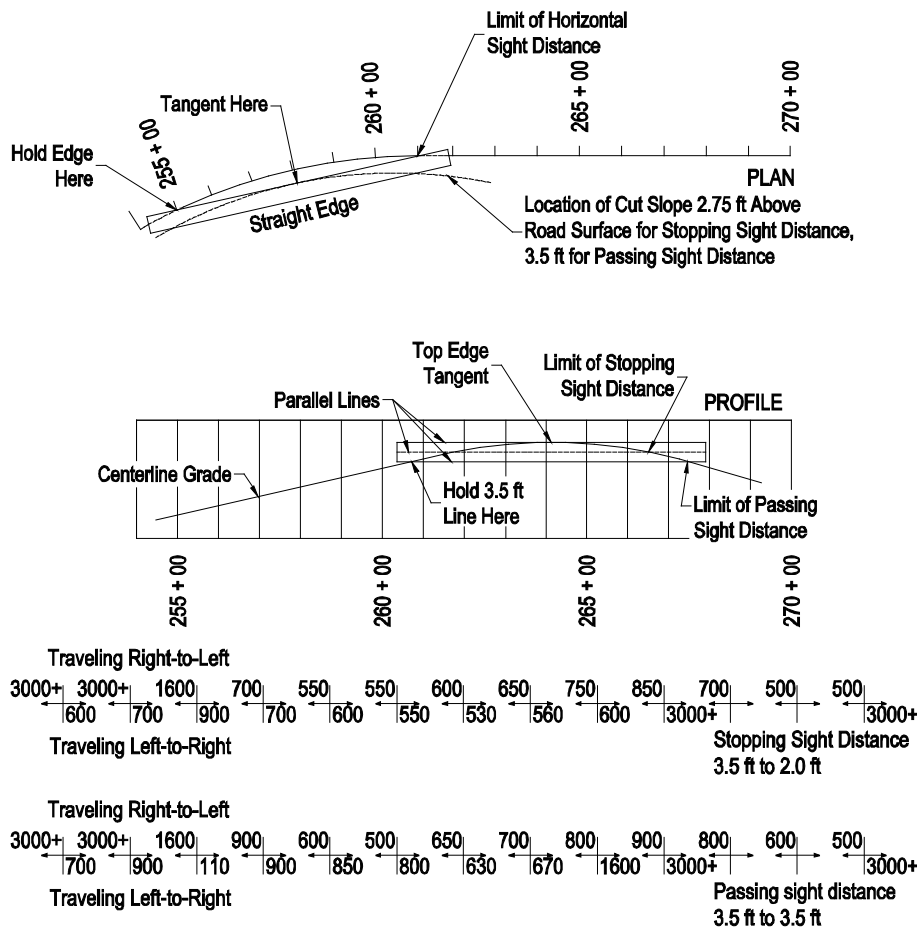 Limit of Horizontal
Sight Distance
Tangent Here
Hold Edge
Here
255 + 00
260 + 00
265 + 00
270 + 00
PLAN
Straight Edge
Location of Cut Slope 2.75 ft Above
Road Surface for Stopping Sight Distance,
3.5 ft for Passing Sight Distance
Top Edge
Tangent
Limit of Stopping
Sight Distance
Parallel Lines
PROFILE
Centerline Grade
Hold 3.5 ft
Line Here
Limit of Passing
Sight Distance
255 + 00
260 + 00
265 + 00
270 + 00
Traveling Right-to-Left
3000+ 3000+ 1600 700 550 550 600 650 750 850 700 500 500
600 700 900 700 600 550 530 560 600 3000+ 3000+
Traveling Left-to-Right
Stopping Sight Distance
3.5 ft to 2.0 ft
Traveling Right-to-Left
3000+ 3000+ 1600 900 600 500 650 700 800 900 800 600 500
700 900 110 900 850 800 630 670 1600 3000+ 3000+
Traveling Left-to-Right
Passing sight distance
3.5 ft to 3.5 ft